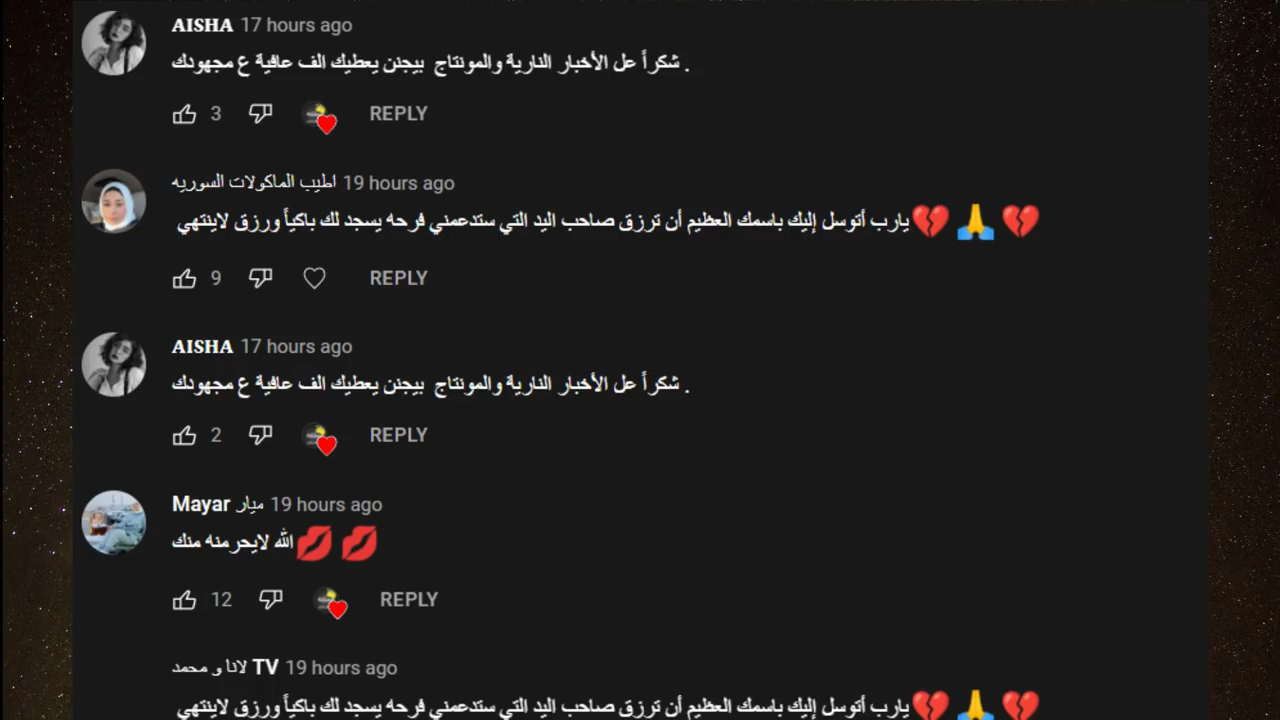 AISHA 17 hours ago
شكراً عل الأخبار النارية والمونتاج بيجنن يعطيك الف عافية ع مجهودك .
3 REPLY
اطيب الماكولات السوريه 19 hours ago
💔🙏💔يارب أتوسل إليك باسمك العظيم أن ترزق صاحب اليد التي ستدعمني فرحه يسجد لك باكياً ورزق لاينتهي
9 REPLY
AISHA 17 hours ago
شكراً عل الأخبار النارية والمونتاج بيجنن يعطيك الف عافية ع مجهودك .
2 REPLY
Mayar ميار 19 hours ago
💋💋الله لايحرمنه منك
12 REPLY
لانا و محمد TV 19 hours ago
💔🙏💔يارب أتوسل إليك باسمك العظيم أن ترزق صاحب اليد التي ستدعمني فرحه يسجد لك باكياً ورزق لاينتهي